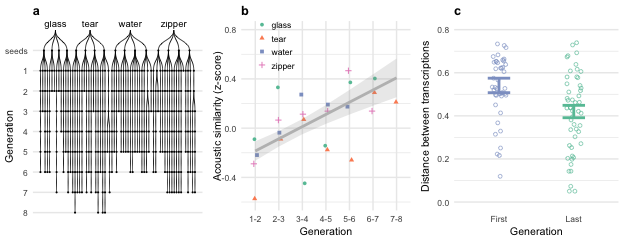 a
glass tear water zipper
seeds
1
2
3
4
5
6
7
8
Generation
b
glass
tear
water
zipper
0.8
0.4
0.0
-0.4
Acoustic similarity (z-score)
1-2 2-3 3-4 4-5 5-6 6-7 7-8
Generation
c
0.8
0.6
0.4
0.2
0.0
Distance between transcriptions
First Last
Generation